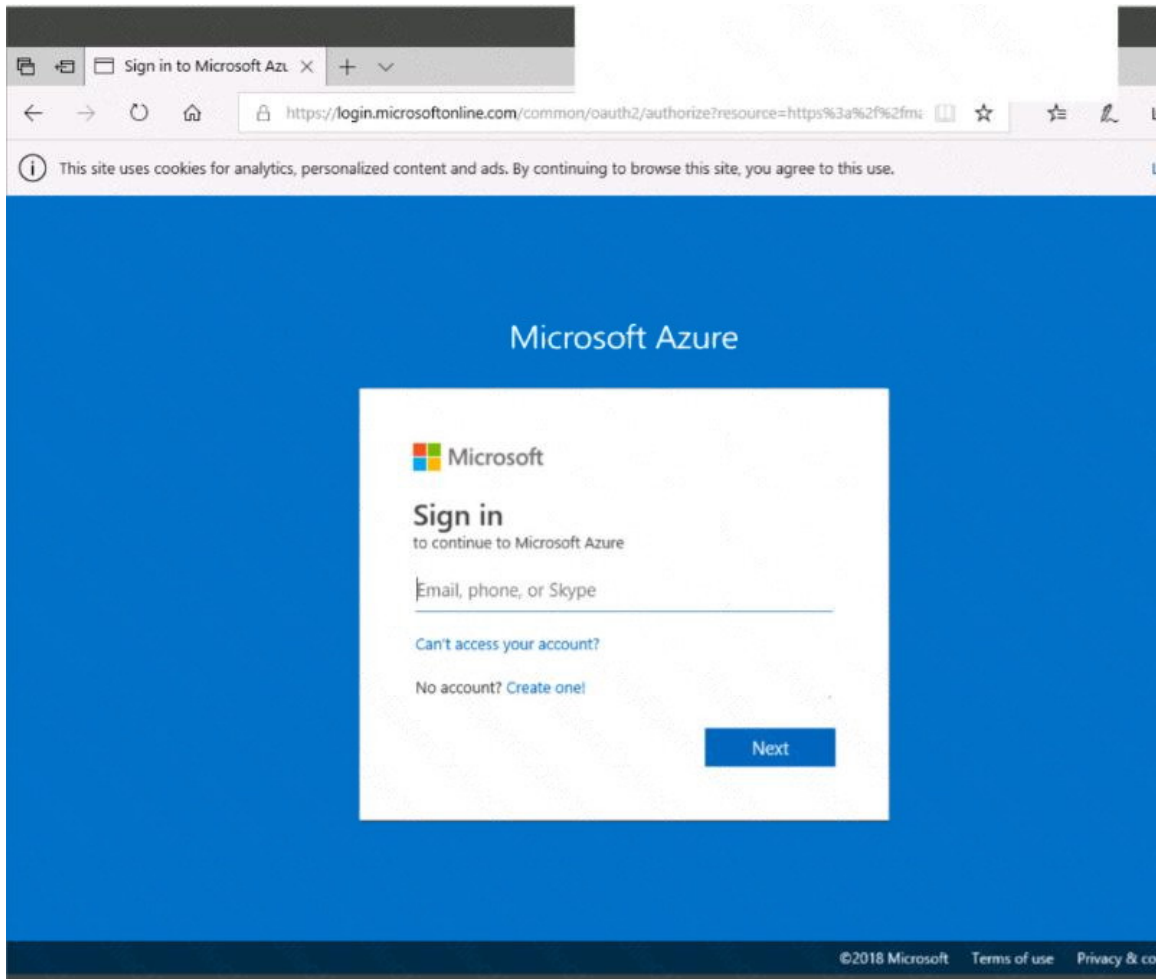 Sign in to Microsoft Az
https://login.microsoftonline.com/common/oauth2/authorize?resource=https%3a%2f%2fma
This site uses cookies for analytics, personalized content and ads. By continuing to browse this site, you agree to this use.
Microsoft Azure
Microsoft
Sign in
to continue to Microsoft Azure
Email, phone, or Skype
Can't access your account?
No account? Create one!
Next
©2018 Microsoft Terms of use Privacy & co